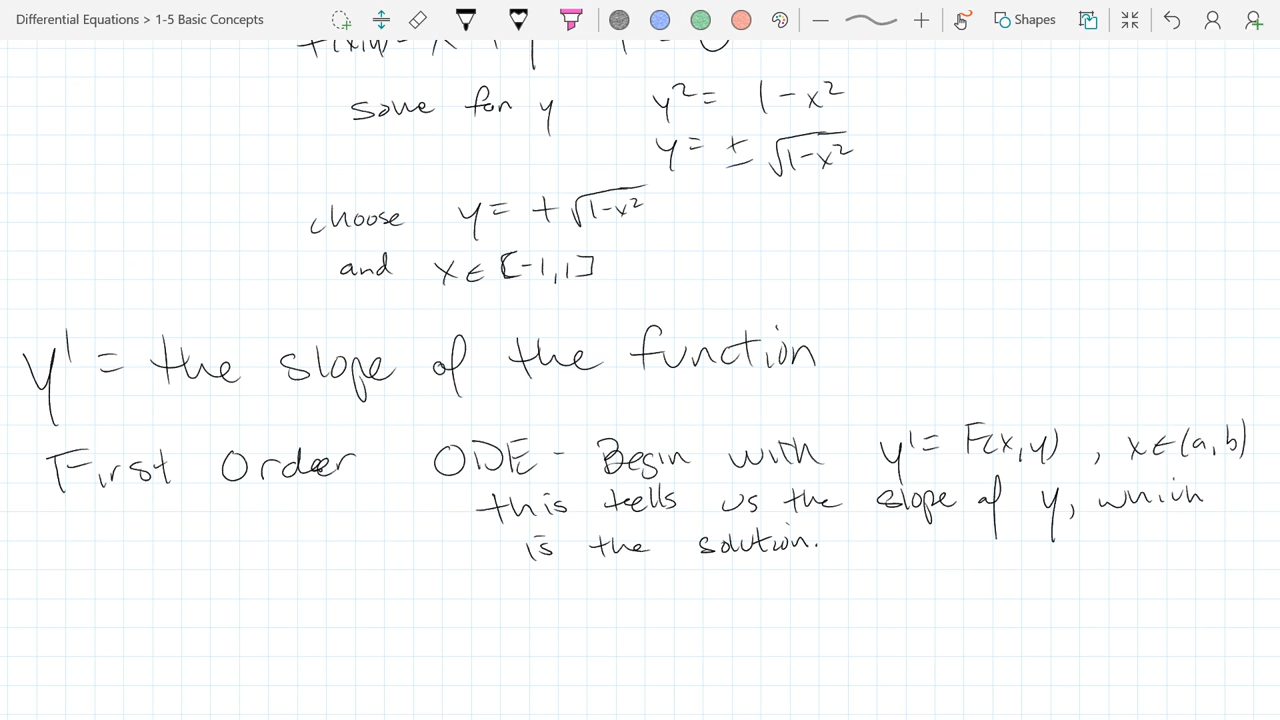 Differential Equations > 1-5 Basic Concepts
Shapes
solve for y y² = 1-x²
y = ± √1-x²
choose y = + √1-x²
and x ∈ [-1,1]
y' = the slope of the function
First Order ODE - Begin with y' = F(x,y) , x∈(a,b)
this tells us the slope of y, which
is the solution.